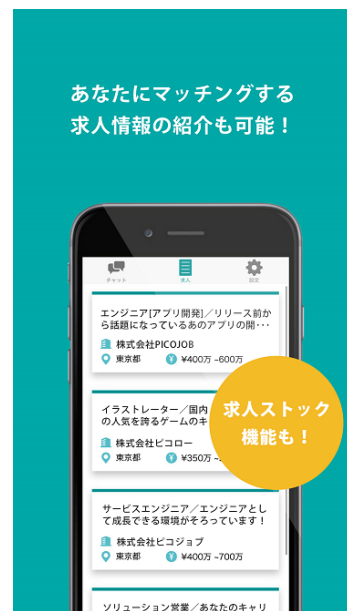 あなたにマッチングする
求人情報の紹介も可能！
チャット
求人
設定
エンジニア[アプリ開発]／リリース前か
ら話題になっているあのアプリの開･･･
株式会社PICOJOB
東京都 ¥400万 ~600万
イラストレーター／国内
の人気を誇るゲームのキ
株式会社ピコロー
東京都 ¥350万 ~
求人ストック
機能も！
サービスエンジニア／エンジニアとし
て成長できる環境がそろっています！
株式会社ピコジョブ
東京都 ¥400万 ~700万
ソリューション営業／あなたのキャリ